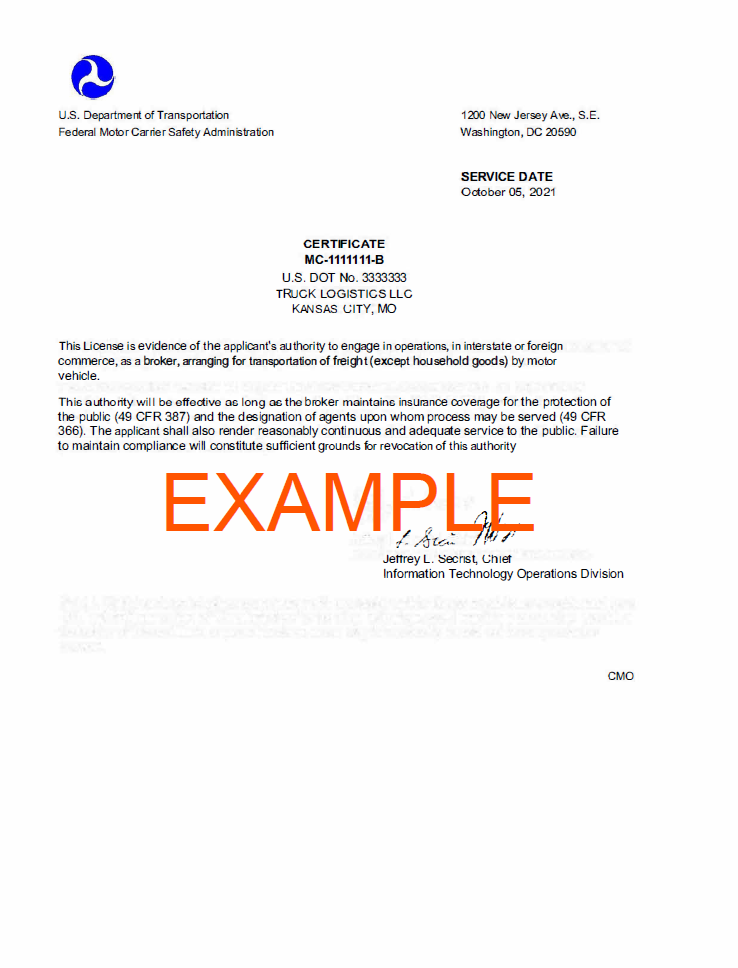 U.S. Department of Transportation
Federal Motor Carrier Safety Administration
1200 New Jersey Ave., S.E.
Washington, DC 20590
SERVICE DATE
October 05, 2021
CERTIFICATE
MC-1111111-B
U.S. DOT No. 3333333
TRUCK LOGISTICS LLC
KANSAS CITY, MO
This License is evidence of the applicant's authority to engage in operations, in interstate or foreign
commerce, as a broker, arranging for transportation of freight (except household goods) by motor
vehicle.
This authority will be effective as long as the broker maintains insurance coverage for the protection of
the public (49 CFR 387) and the designation of agents upon whom process may be served (49 CFR
366). The applicant shall also render reasonably continuous and adequate service to the public. Failure
to maintain compliance will constitute sufficient grounds for revocation of this authority
EXAMPLE
Jeffrey L. Secrist, Chief
Information Technology Operations Division
CMO